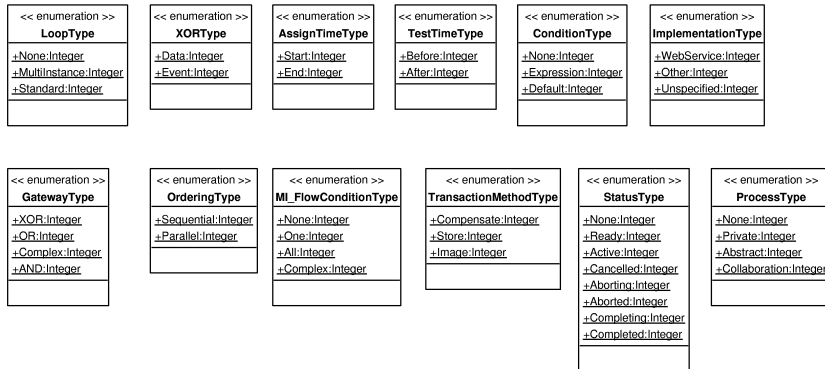 << enumeration >>
LoopType
+None:Integer
+MultiInstance:Integer
+Standard:Integer
<< enumeration >>
XORType
+Data:Integer
+Event:Integer
<< enumeration >>
AssignTimeType
+Start:Integer
+End:Integer
<< enumeration >>
TestTimeType
+Before:Integer
+After:Integer
<< enumeration >>
ConditionType
+None:Integer
+Expression:Integer
+Default:Integer
<< enumeration >>
ImplementationType
+WebService:Integer
+Other:Integer
+Unspecified:Integer
<< enumeration >>
GatewayType
+XOR:Integer
+OR:Integer
+Complex:Integer
+AND:Integer
<< enumeration >>
OrderingType
+Sequential:Integer
+Parallel:Integer
<< enumeration >>
MI_FlowConditionType
+None:Integer
+One:Integer
+All:Integer
+Complex:Integer
<< enumeration >>
TransactionMethodType
+Compensate:Integer
+Store:Integer
+Image:Integer
<< enumeration >>
StatusType
+None:Integer
+Ready:Integer
+Active:Integer
+Cancelled:Integer
+Aborting:Integer
+Aborted:Integer
+Completing:Integer
+Completed:Integer
<< enumeration >>
ProcessType
+None:Integer
+Private:Integer
+Abstract:Integer
+Collaboration:Integer